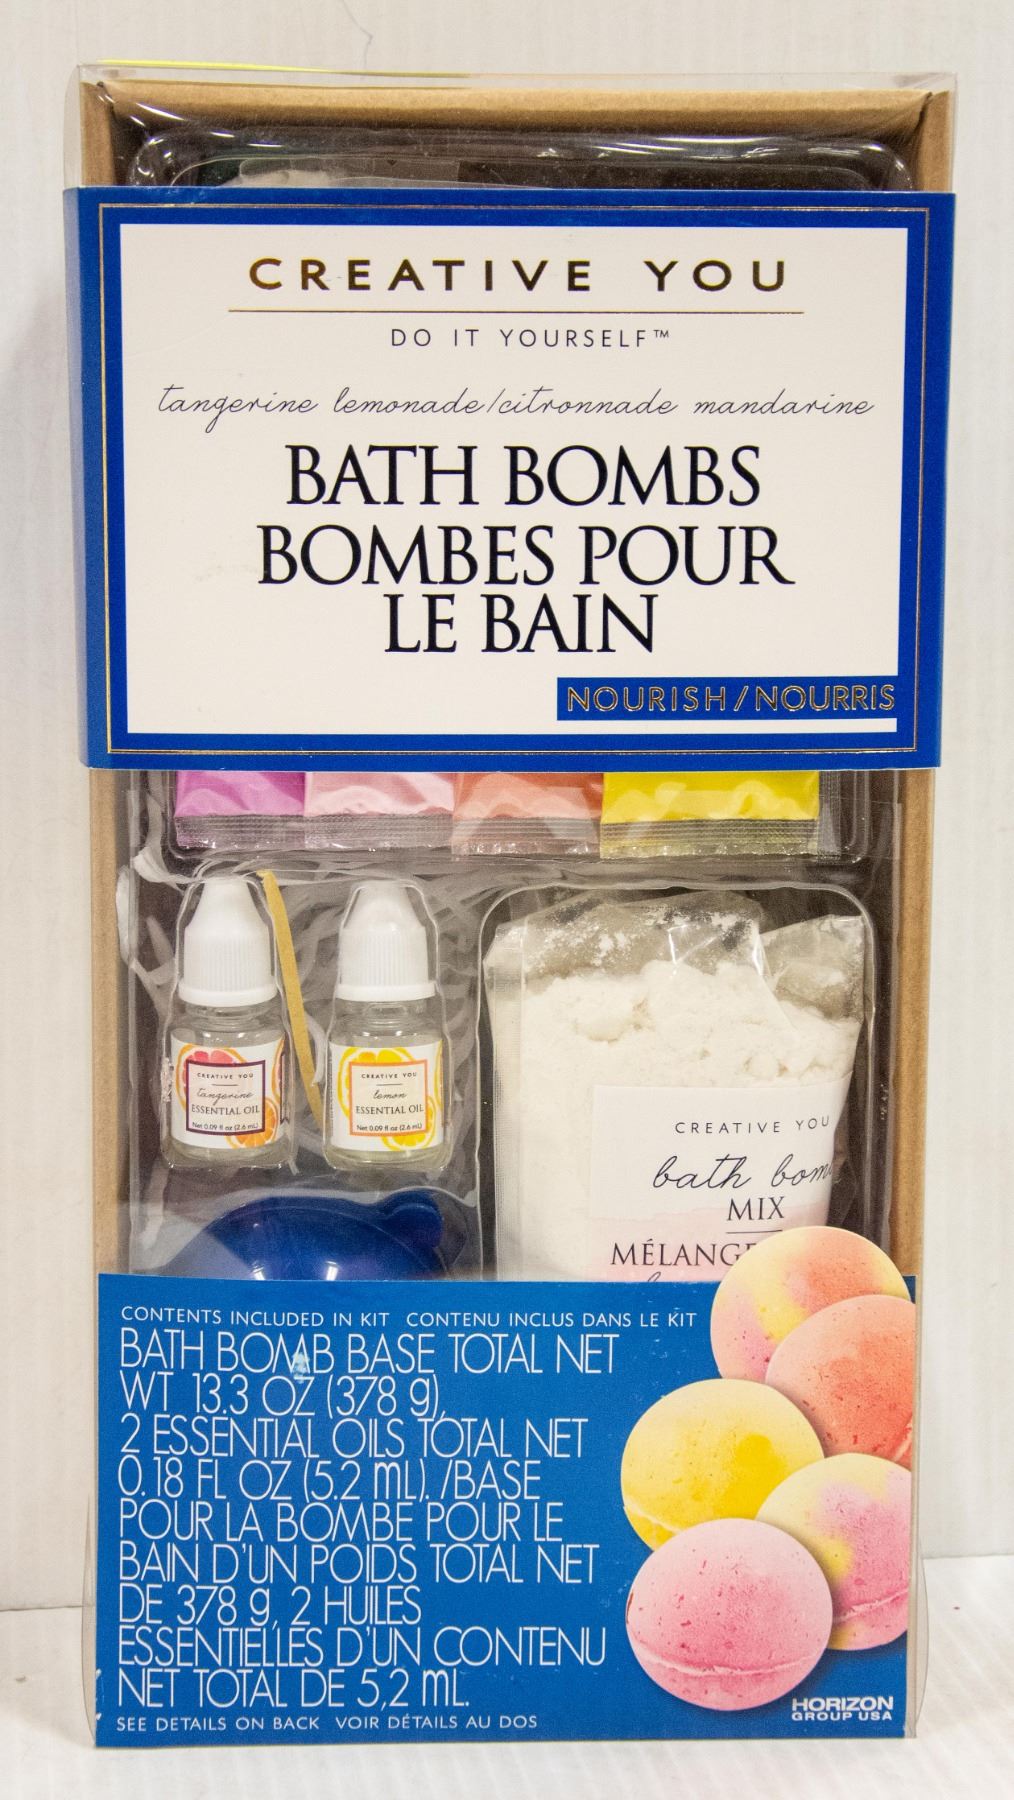 CREATIVE YOU
DO IT YOURSELF™
tangerine lemonade/citronnade mandarine
BATH BOMBS
BOMBES POUR
LE BAIN
NOURISH/NOURRIS
CREATIVE YOU
tangerine
ESSENTIAL OIL
Net 0.09 fl oz (2.6 mL)
CREATIVE YOU
lemon
ESSENTIAL OIL
Net 0.09 fl oz (2.6 mL)
CREATIVE YOU
bath bom
MIX
MÉLANGE
CONTENTS INCLUDED IN KIT CONTENU INCLUS DANS LE KIT
BATH BOMB BASE TOTAL NET
WT 13.3 OZ (378 g),
2 ESSENTIAL OILS TOTAL NET
0.18 FL OZ (5.2 mL). /BASE
POUR LA BOMBE POUR LE
BAIN D'UN POIDS TOTAL NET
DE 378 g, 2 HUILES
ESSENTIELLES D'UN CONTENU
NET TOTAL DE 5,2 mL.
SEE DETAILS ON BACK VOIR DÉTAILS AU DOS
HORIZON
GROUP USA